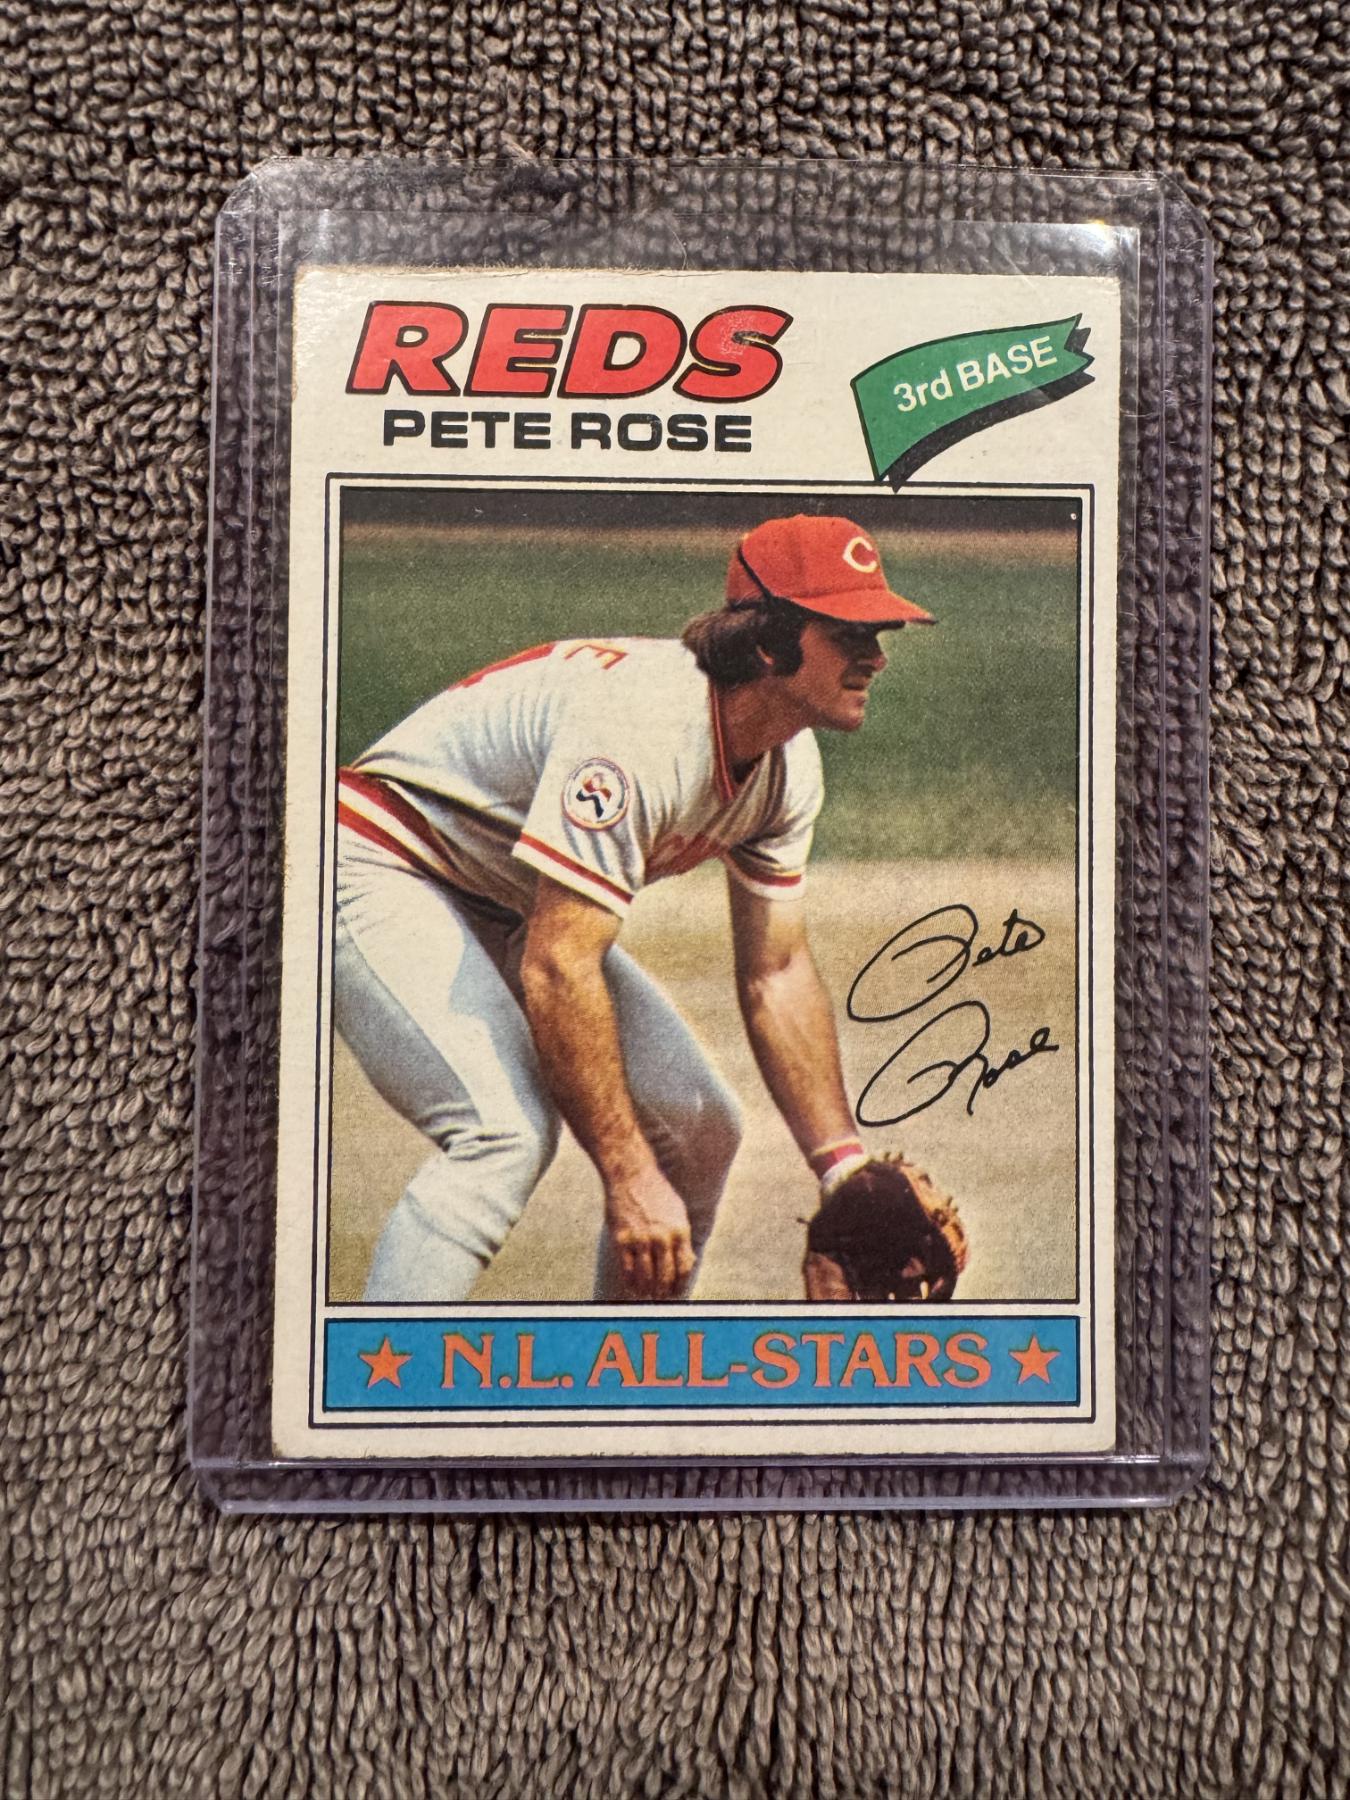 REDS
PETE ROSE
3rd BASE
C
E
Pete
Rose
★ N.L. ALL-STARS ★